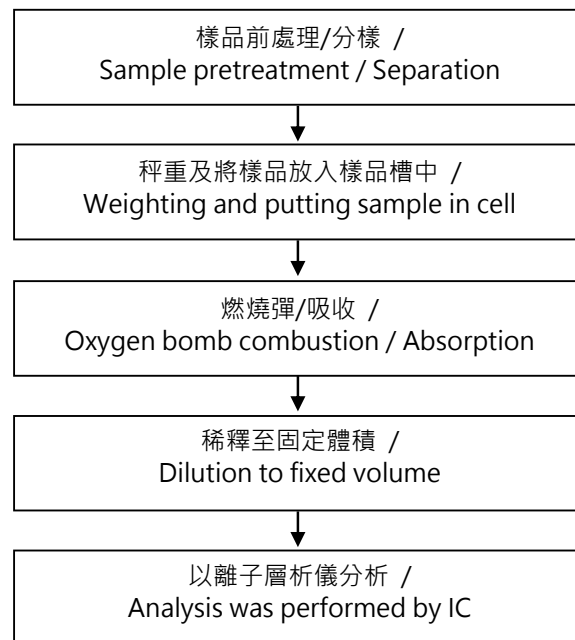 樣品前處理/分樣 /
Sample pretreatment / Separation
秤重及將樣品放入樣品槽中 /
Weighting and putting sample in cell
燃燒彈/吸收 /
Oxygen bomb combustion / Absorption
稀釋至固定體積 /
Dilution to fixed volume
以離子層析儀分析 /
Analysis was performed by IC